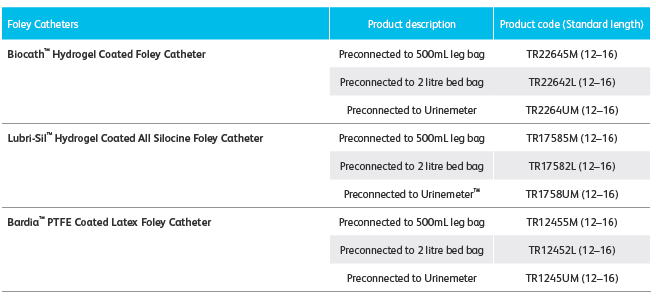 Foley Catheters Product description Product code (Standard length)
Biocath™ Hydrogel Coated Foley Catheter Preconnected to 500mL leg bag TR22645M (12–16)
Preconnected to 2 litre bed bag TR22642L (12–16)
Preconnected to Urinemeter TR2264UM (12–16)
Lubri-Sil™ Hydrogel Coated All Silocine Foley Catheter Preconnected to 500mL leg bag TR17585M (12–16)
Preconnected to 2 litre bed bag TR17582L (12–16)
Preconnected to Urinemeter™ TR1758UM (12–16)
Bardia™ PTFE Coated Latex Foley Catheter Preconnected to 500mL leg bag TR12455M (12–16)
Preconnected to 2 litre bed bag TR12452L (12–16)
Preconnected to Urinemeter TR1245UM (12–16)